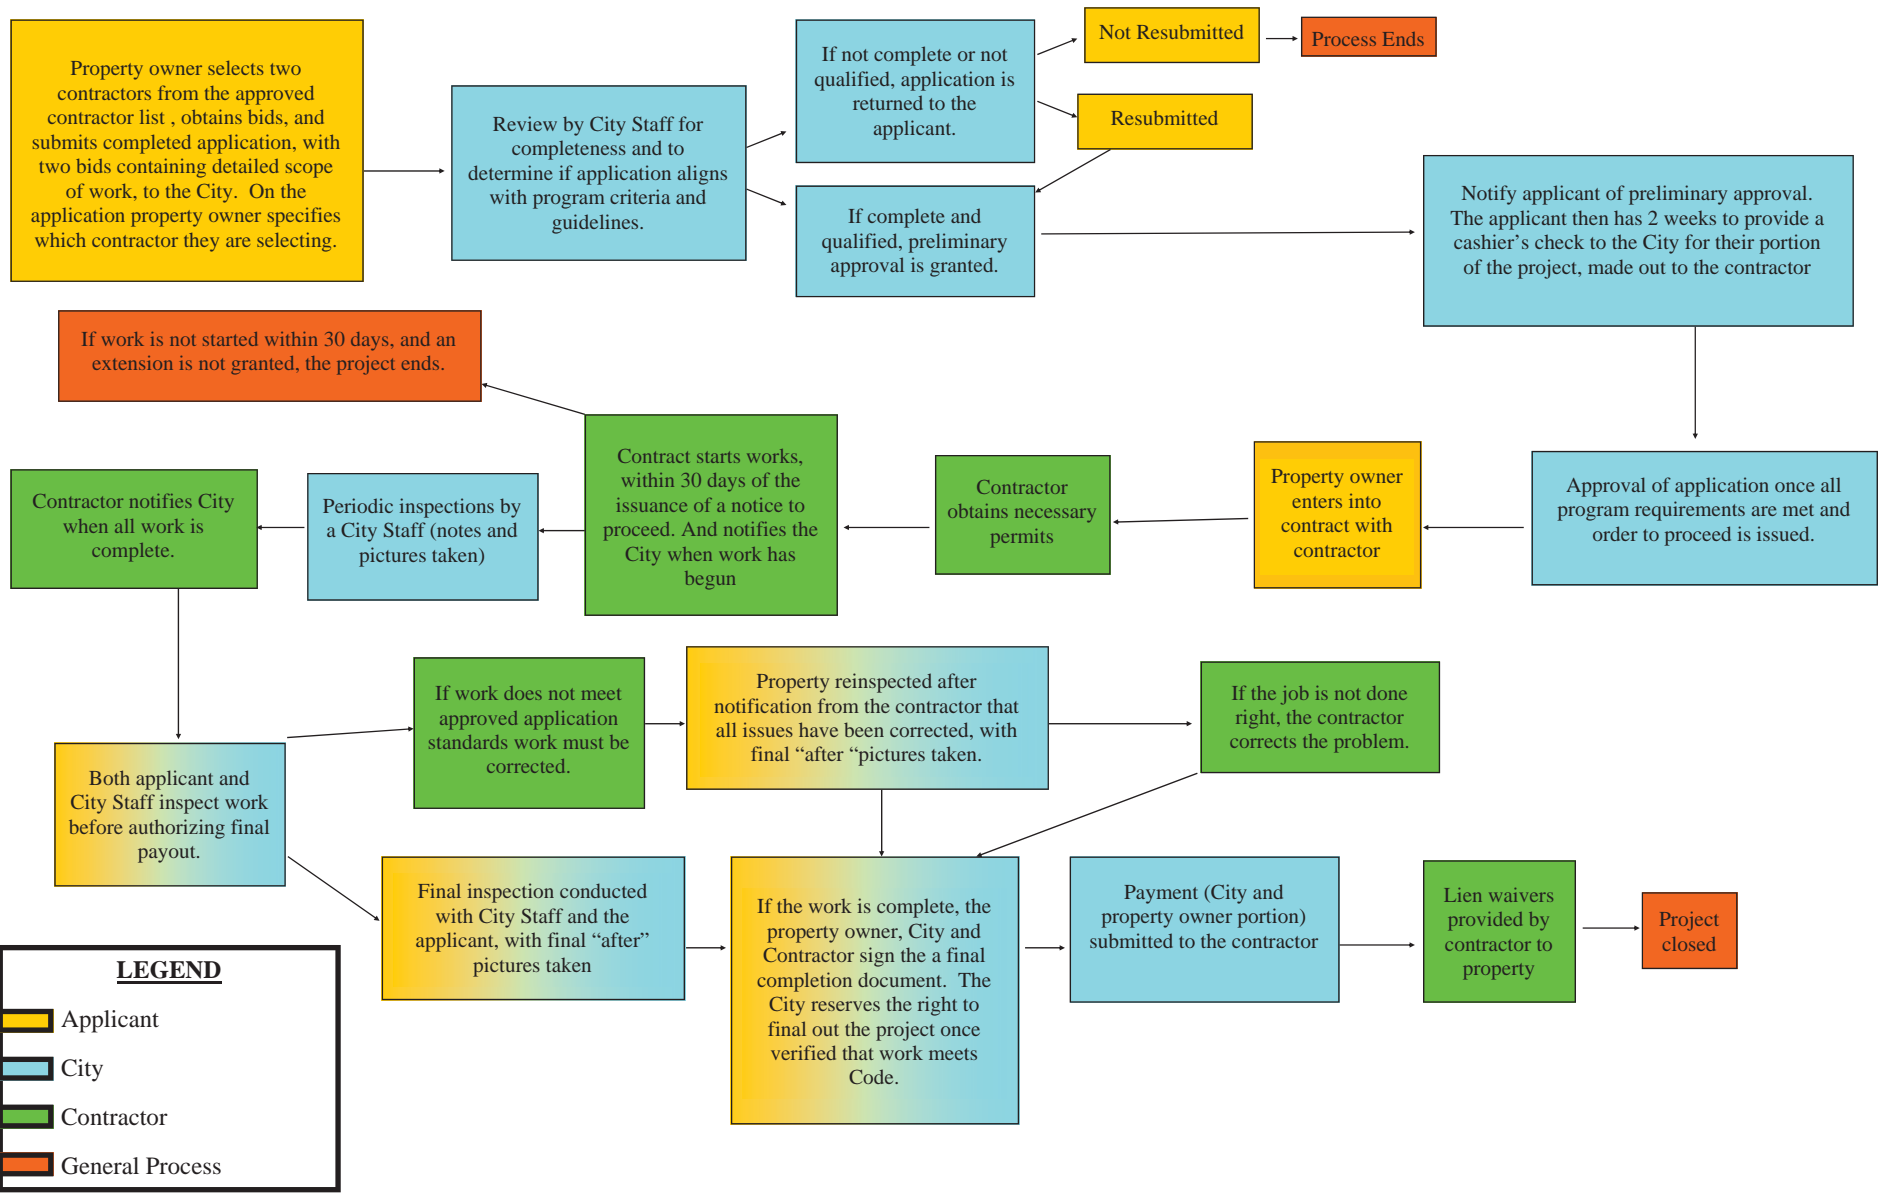 Property owner selects two
contractors from the approved
contractor list , obtains bids, and
submits completed application, with
two bids containing detailed scope
of work, to the City.  On the
application property owner specifies
which contractor they are selecting.
Review by City Staff for
completeness and to
determine if application aligns
with program criteria and
guidelines.
If not complete or not
qualified, application is
returned to the
applicant.
Not Resubmitted
Process Ends
Resubmitted
If complete and
qualified, preliminary
approval is granted.
Notify applicant of preliminary approval.
The applicant then has 2 weeks to provide a
cashier's check to the City for their portion
of the project, made out to the contractor
If work is not started within 30 days, and an
extension is not granted, the project ends.
Approval of application once all
program requirements are met and
order to proceed is issued.
Property owner
enters into
contract with
contractor
Contractor
obtains necessary
permits
Contract starts works,
within 30 days of the
issuance of a notice to
proceed. And notifies the
City when work has
begun
Periodic inspections by
a City Staff (notes and
pictures taken)
Contractor notifies City
when all work is
complete.
Both applicant and
City Staff inspect work
before authorizing final
payout.
If work does not meet
approved application
standards work must be
corrected.
Property reinspected after
notification from the contractor that
all issues have been corrected, with
final “after “pictures taken.
If the job is not done
right, the contractor
corrects the problem.
Final inspection conducted
with City Staff and the
applicant, with final “after”
pictures taken
If the work is complete, the
property owner, City and
Contractor sign the a final
completion document.  The
City reserves the right to
final out the project once
verified that work meets
Code.
Payment (City and
property owner portion)
submitted to the contractor
Lien waivers
provided by
contractor to
property
Project
closed
LEGEND
Applicant
City
Contractor
General Process